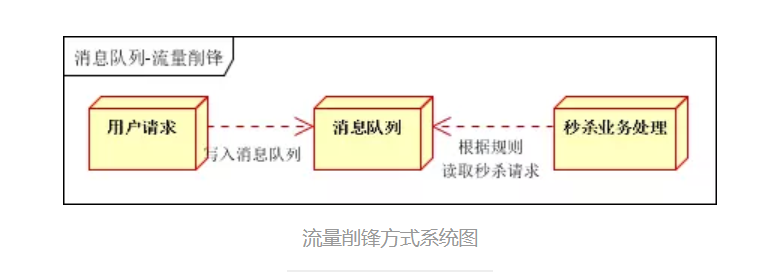 消息队列-流量削锋
用户请求
消息队列
秒杀业务处理
写入消息队列
根据规则
读取秒杀请求
流量削锋方式系统图